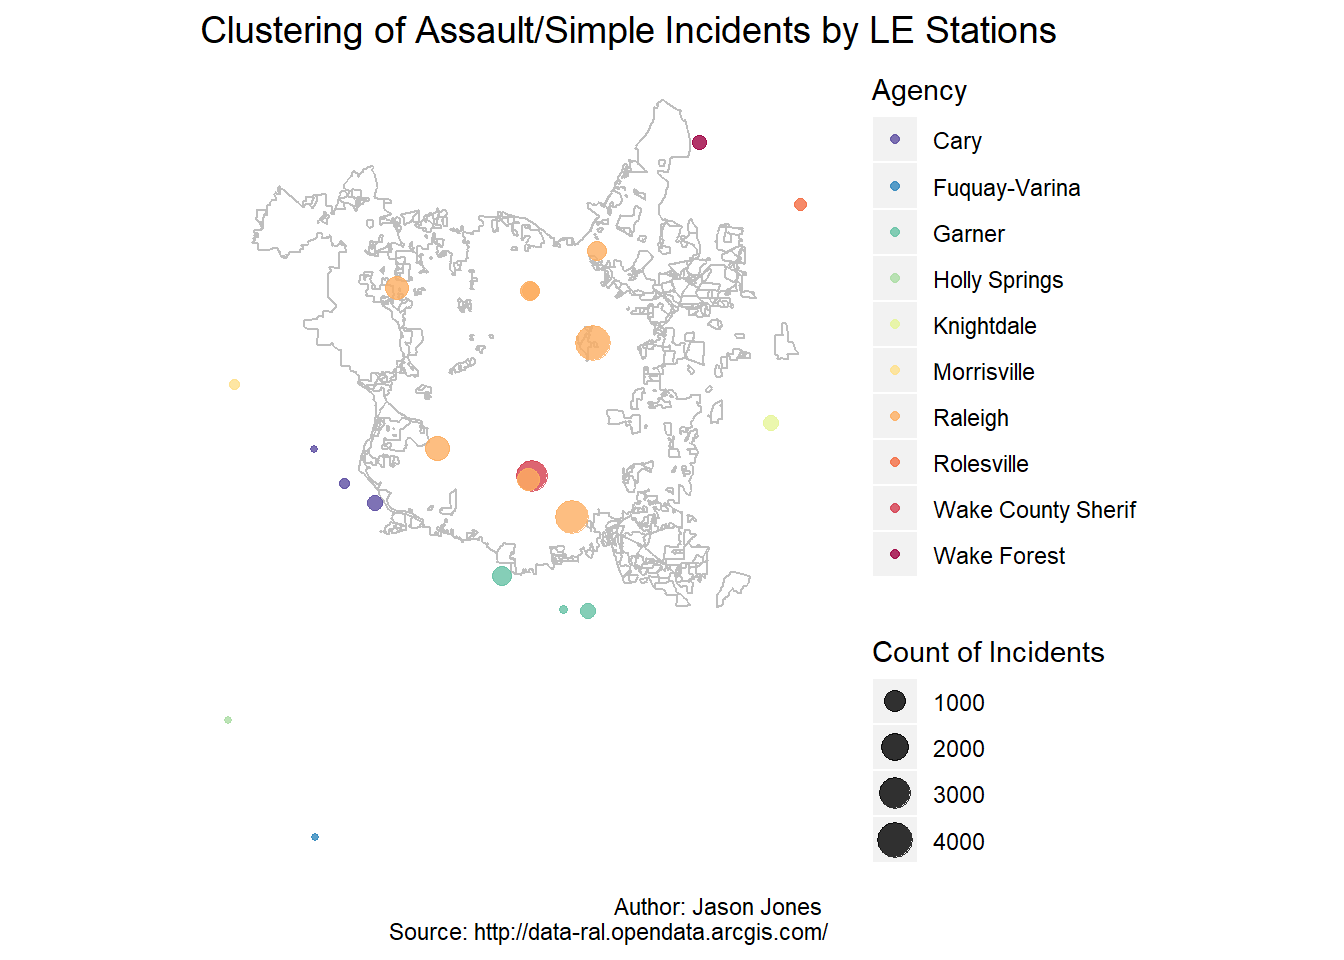 Clustering of Assault/Simple Incidents by LE Stations
Agency
Cary
Fuquay-Varina
Garner
Holly Springs
Knightdale
Morrisville
Raleigh
Rolesville
Wake County Sherif
Wake Forest
Count of Incidents
1000
2000
3000
4000
Author: Jason Jones
Source: http://data-ral.opendata.arcgis.com/